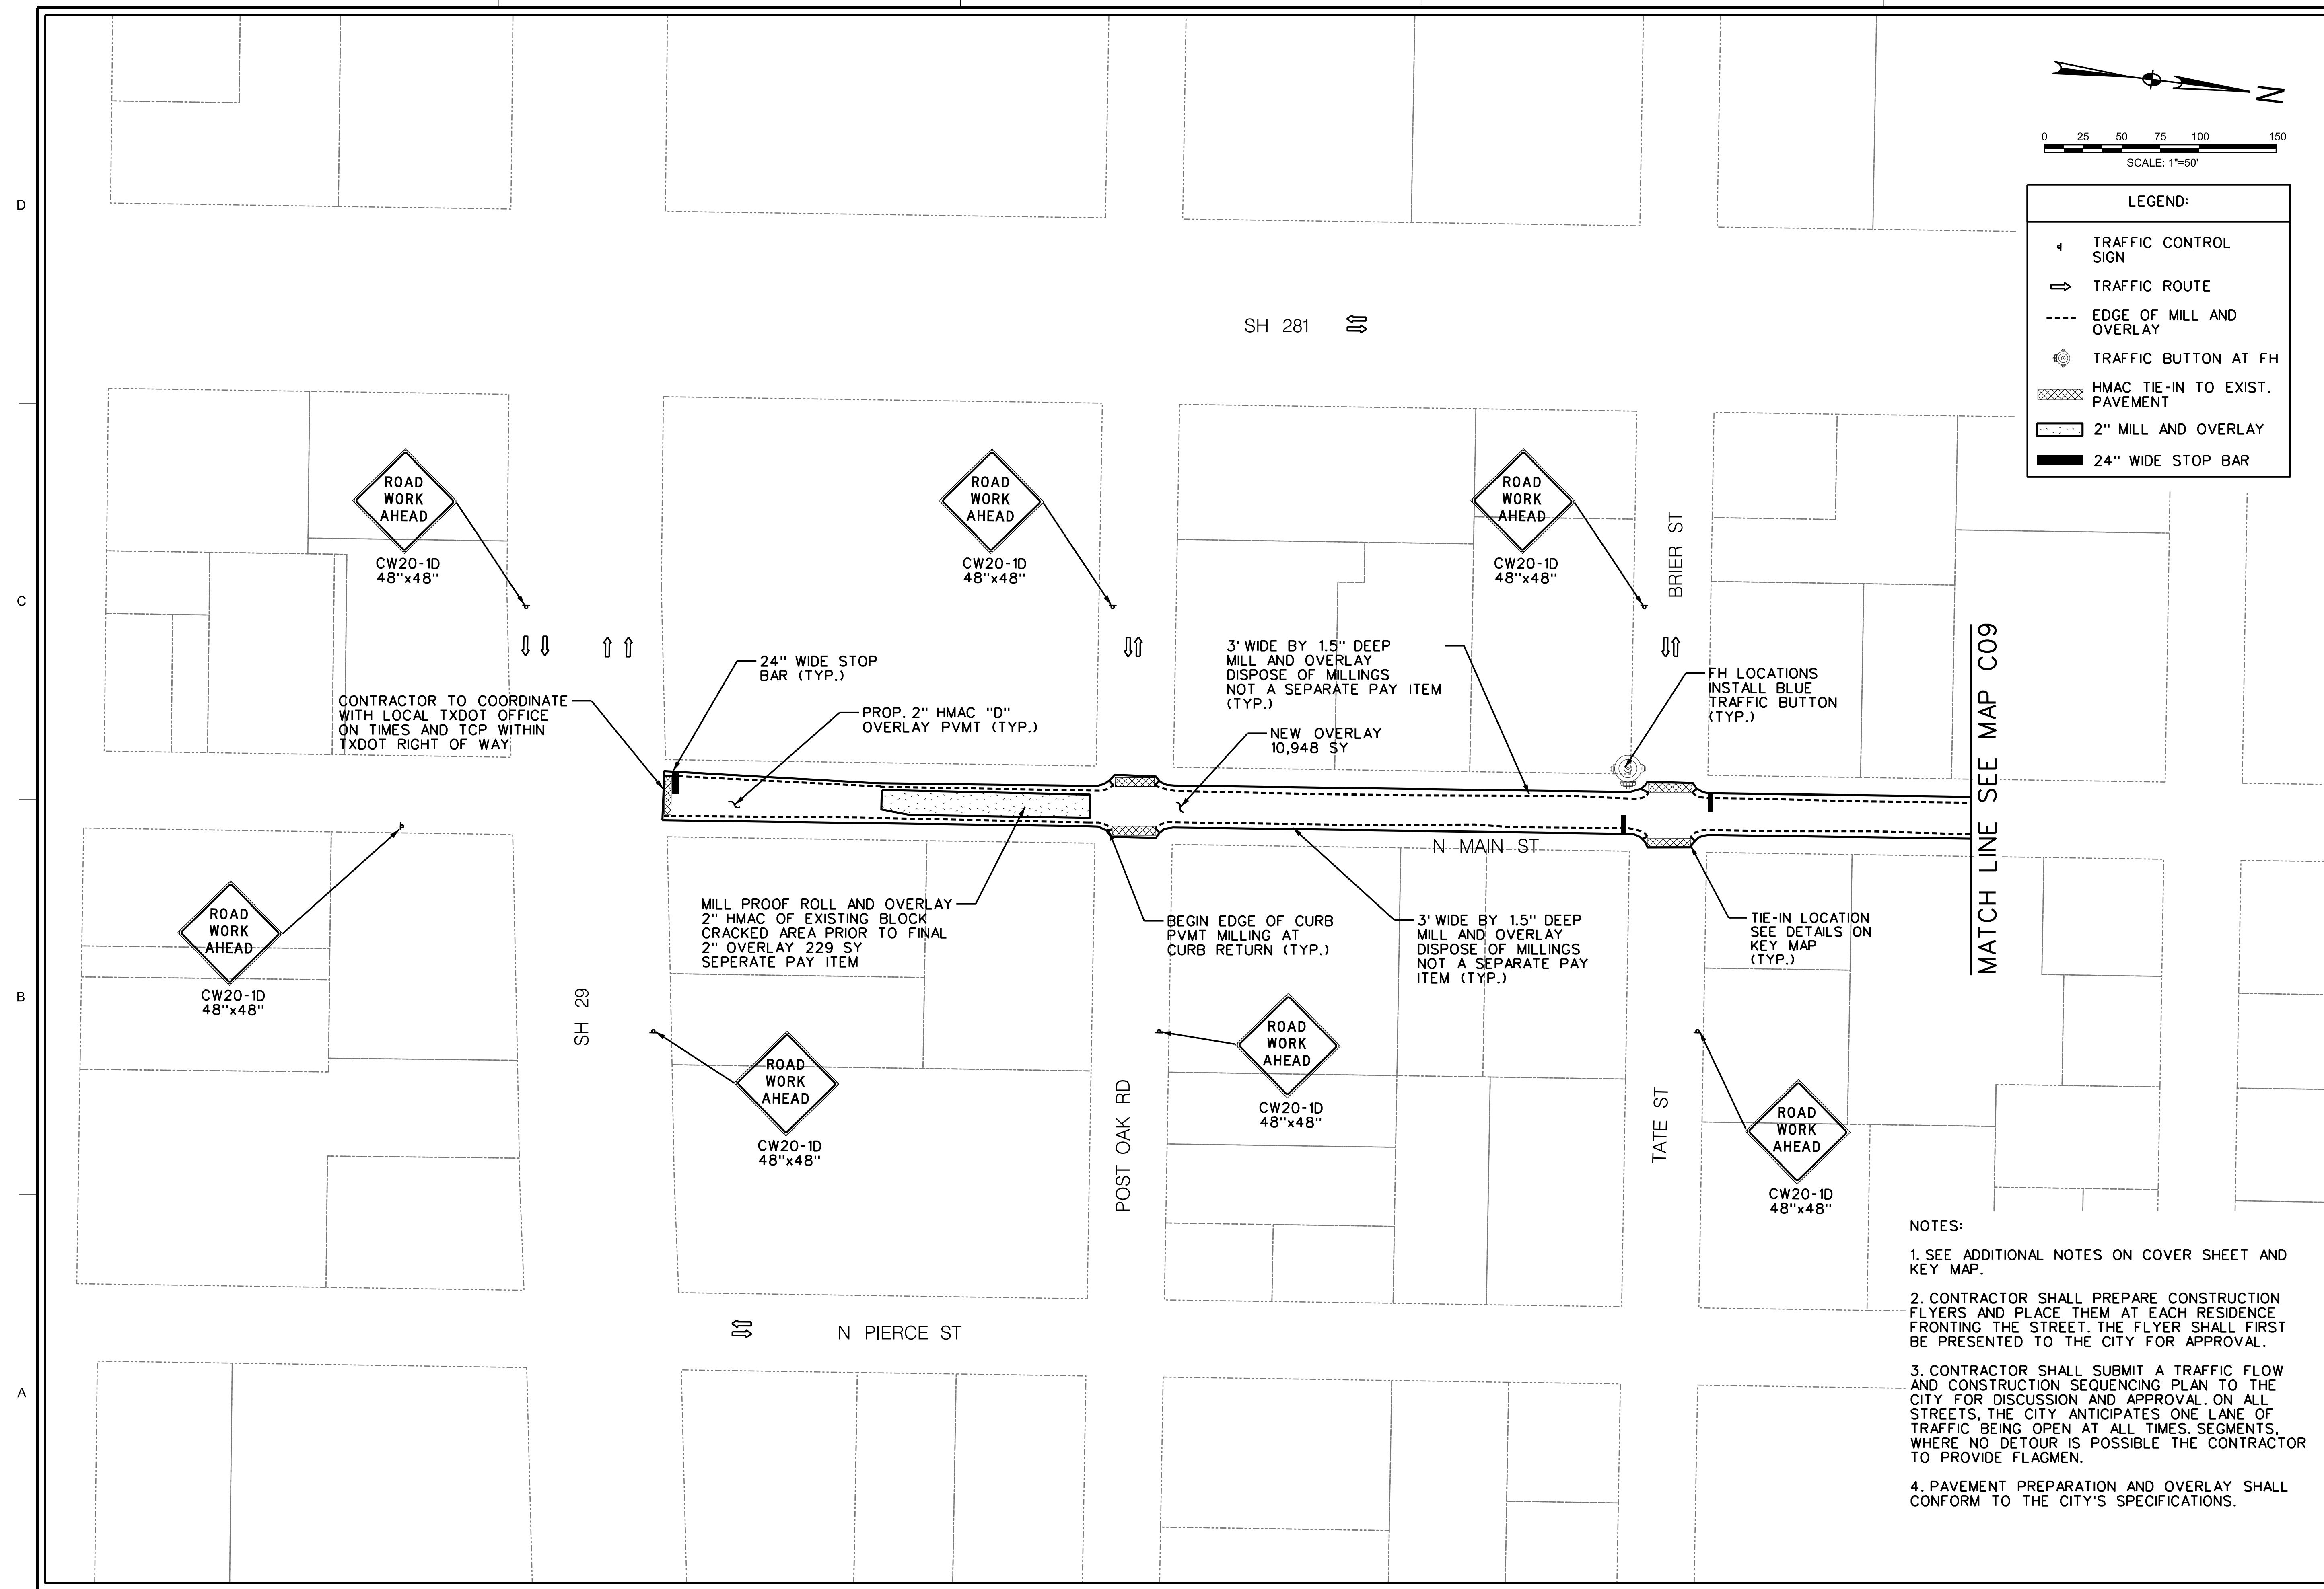 N
0 25 50 75 100 150
SCALE: 1"=50'
LEGEND:
TRAFFIC CONTROL
SIGN
TRAFFIC ROUTE
EDGE OF MILL AND
OVERLAY
TRAFFIC BUTTON AT FH
HMAC TIE-IN TO EXIST.
PAVEMENT
2" MILL AND OVERLAY
24" WIDE STOP BAR
D
C
B
A
SH 281
ROAD
WORK
AHEAD
CW20-1D
48"x48"
ROAD
WORK
AHEAD
CW20-1D
48"x48"
ROAD
WORK
AHEAD
CW20-1D
48"x48"
BRIER ST
24" WIDE STOP
BAR (TYP.)
CONTRACTOR TO COORDINATE
WITH LOCAL TXDOT OFFICE
ON TIMES AND TCP WITHIN
TXDOT RIGHT OF WAY
PROP. 2" HMAC "D"
OVERLAY PVMT (TYP.)
3' WIDE BY 1.5" DEEP
MILL AND OVERLAY
DISPOSE OF MILLINGS
NOT A SEPARATE PAY ITEM
(TYP.)
NEW OVERLAY
10,948 SY
FH LOCATIONS
INSTALL BLUE
TRAFFIC BUTTON
(TYP.)
MATCH LINE SEE MAP C09
N MAIN ST
ROAD
WORK
AHEAD
CW20-1D
48"x48"
MILL PROOF ROLL AND OVERLAY
2" HMAC OF EXISTING BLOCK
CRACKED AREA PRIOR TO FINAL
2" OVERLAY 229 SY
SEPERATE PAY ITEM
BEGIN EDGE OF CURB
PVMT MILLING AT
CURB RETURN (TYP.)
3' WIDE BY 1.5" DEEP
MILL AND OVERLAY
DISPOSE OF MILLINGS
NOT A SEPARATE PAY
ITEM (TYP.)
TIE-IN LOCATION
SEE DETAILS ON
KEY MAP
(TYP.)
SH 29
ROAD
WORK
AHEAD
CW20-1D
48"x48"
POST OAK RD
ROAD
WORK
AHEAD
CW20-1D
48"x48"
TATE ST
ROAD
WORK
AHEAD
CW20-1D
48"x48"
N PIERCE ST
NOTES:
1. SEE ADDITIONAL NOTES ON COVER SHEET AND
KEY MAP.
2. CONTRACTOR SHALL PREPARE CONSTRUCTION
FLYERS AND PLACE THEM AT EACH RESIDENCE
FRONTING THE STREET. THE FLYER SHALL FIRST
BE PRESENTED TO THE CITY FOR APPROVAL.
3. CONTRACTOR SHALL SUBMIT A TRAFFIC FLOW
AND CONSTRUCTION SEQUENCING PLAN TO THE
CITY FOR DISCUSSION AND APPROVAL. ON ALL
STREETS, THE CITY ANTICIPATES ONE LANE OF
TRAFFIC BEING OPEN AT ALL TIMES. SEGMENTS,
WHERE NO DETOUR IS POSSIBLE THE CONTRACTOR
TO PROVIDE FLAGMEN.
4. PAVEMENT PREPARATION AND OVERLAY SHALL
CONFORM TO THE CITY'S SPECIFICATIONS.